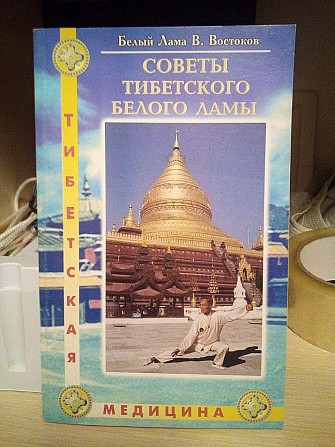 Белый Лама В. Востоков
СОВЕТЫ
ТИБЕТСКОГО
БЕЛОГО ЛАМЫ
ТИБЕТСКАЯ
МЕДИЦИНА